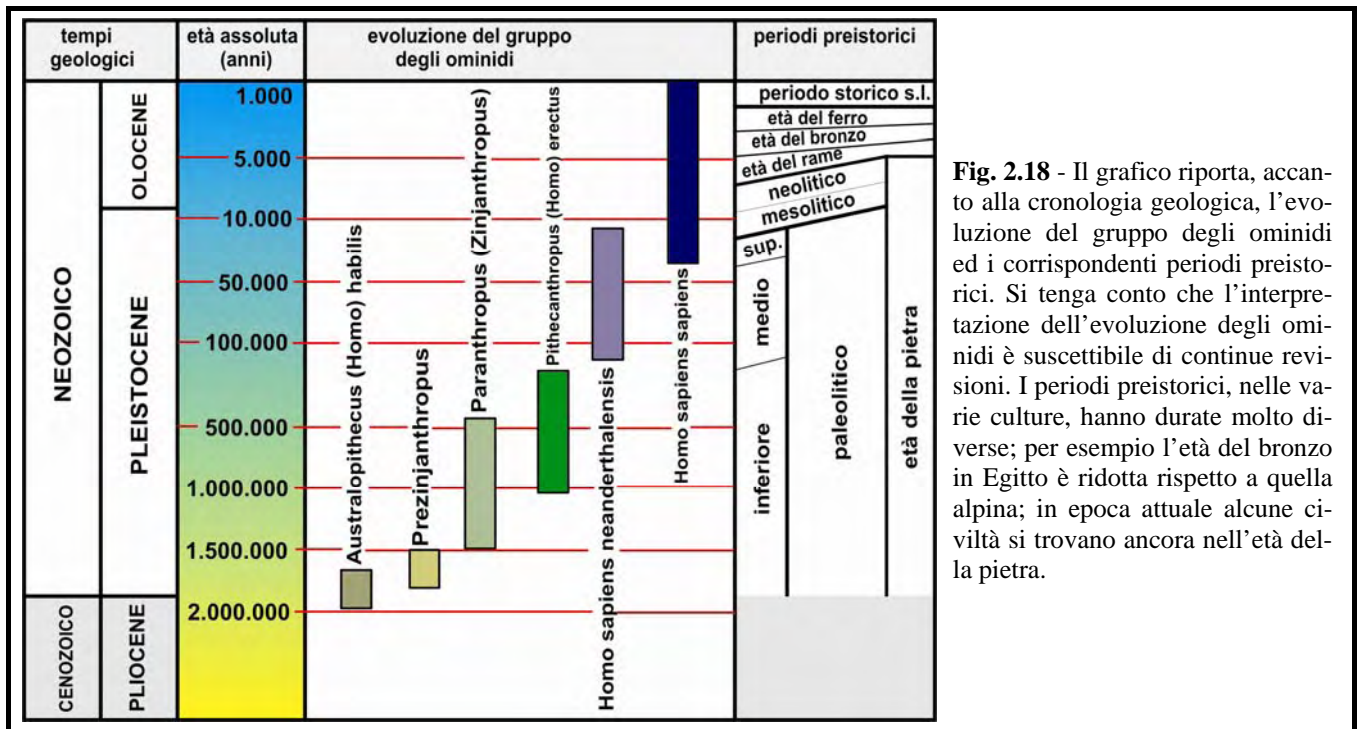 tempi
geologici
età assoluta
(anni)
evoluzione del gruppo
degli ominidi
periodi preistorici
NEOZOICO
CENOZOICO
OLOCENE
PLEISTOCENE
PLIOCENE
1.000
5.000
10.000
50.000
100.000
500.000
1.000.000
1.500.000
2.000.000
Australopithecus (Homo) habilis
Prezinjanthropus
Paranthropus (Zinjanthropus)
Pithecanthropus (Homo) erectus
Homo sapiens neanderthalensis
Homo sapiens sapiens
periodo storico s.l.
età del ferro
età del bronzo
età del rame
neolitico
mesolitico
sup.
medio
inferiore
paleolitico
età della pietra
Fig. 2.18 - Il grafico riporta, accan-
to alla cronologia geologica, l'evo-
luzione del gruppo degli ominidi
ed i corrispondenti periodi preisto-
rici. Si tenga conto che l'interpre-
tazione dell'evoluzione degli omi-
nidi è suscettibile di continue revi-
sioni. I periodi preistorici, nelle va-
rie culture, hanno durate molto di-
verse; per esempio l'età del bronzo
in Egitto è ridotta rispetto a quella
alpina; in epoca attuale alcune ci-
viltà si trovano ancora nell'età del-
la pietra.